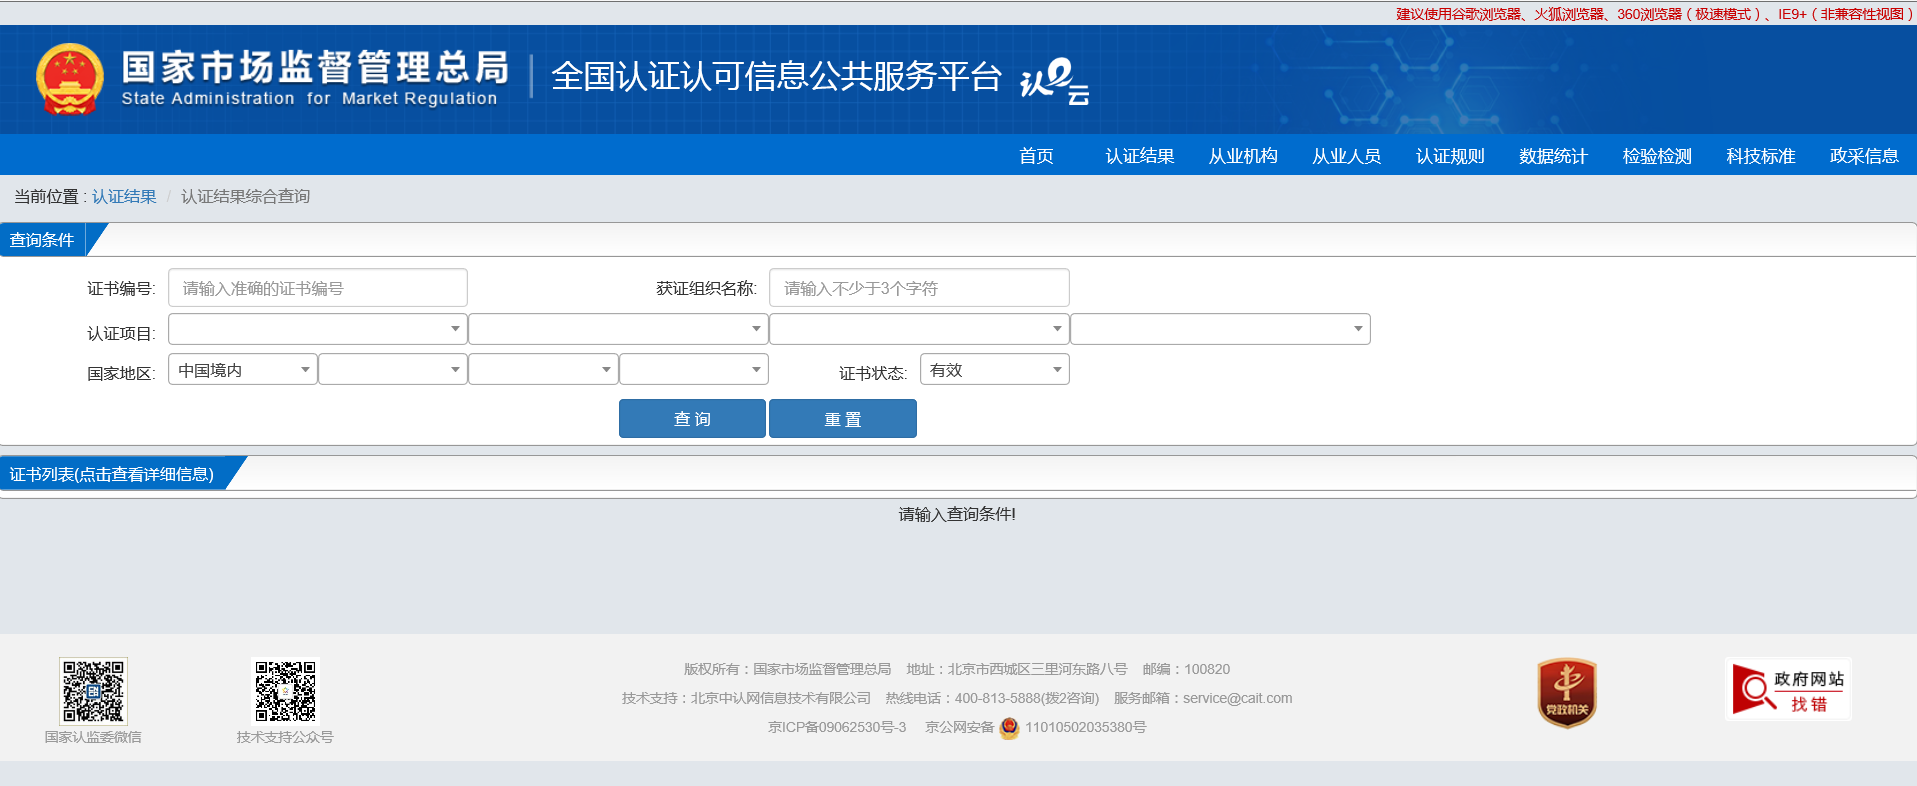 建议使用谷歌浏览器、火狐浏览器、360浏览器（极速模式）、IE9+（非兼容性视图）
国家市场监督管理总局 全国认证认可信息公共服务平台 认e云
State Administration for Market Regulation
首页 认证结果 从业机构 从业人员 认证规则 数据统计 检验检测 科技标准 政采信息
当前位置 : 认证结果 / 认证结果综合查询
查询条件
证书编号: 请输入准确的证书编号 获证组织名称: 请输入不少于3个字符
认证项目:
国家地区: 中国境内 证书状态: 有效
查 询 重 置
证书列表(点击查看详细信息)
请输入查询条件!
版权所有：国家市场监督管理总局 地址：北京市西城区三里河东路八号 邮编：100820
技术支持：北京中认网信息技术有限公司 热线电话：400-813-5888(拨2咨询) 服务邮箱：service@cait.com
京ICP备09062530号-3 京公网安备 11010502035380号
国家认监委微信
技术支持公众号
党政机关
政府网站
找错